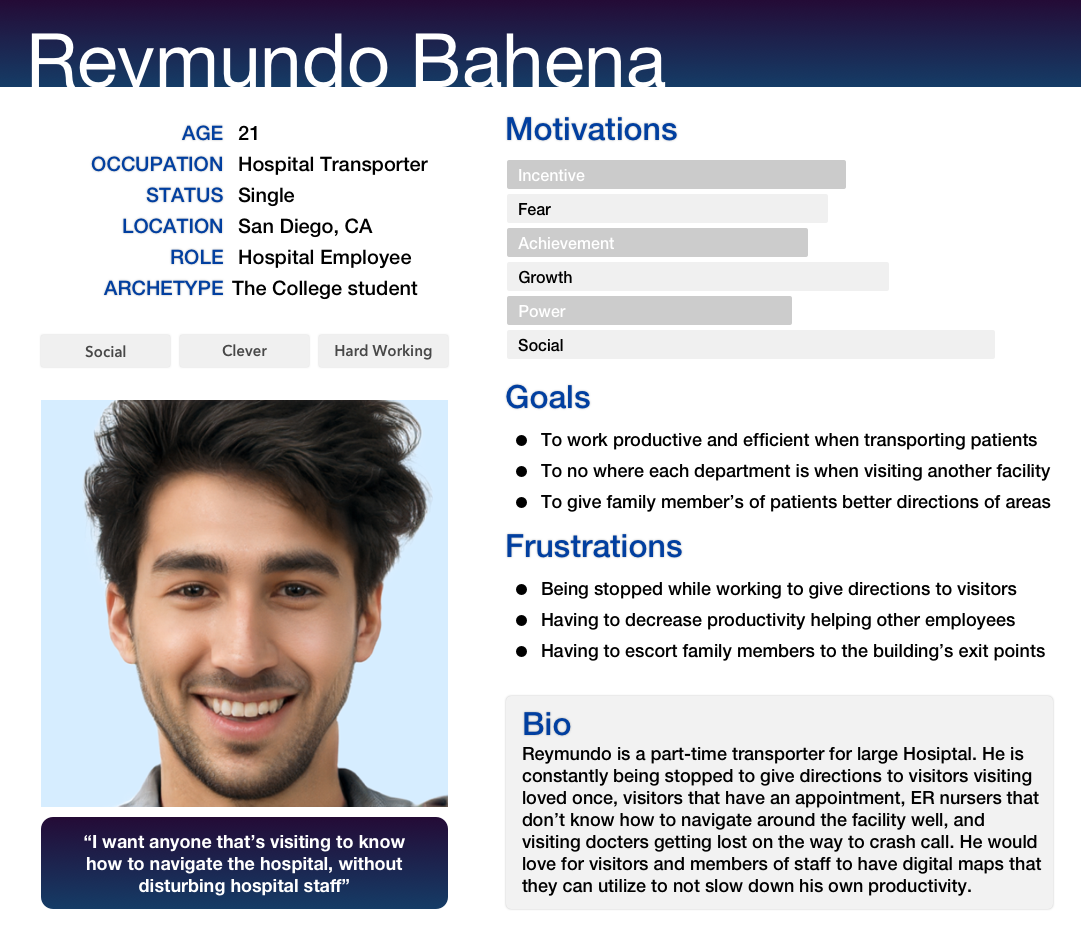 Reymundo Bahena
AGE 21
OCCUPATION Hospital Transporter
STATUS Single
LOCATION San Diego, CA
ROLE Hospital Employee
ARCHETYPE The College student
Social Clever Hard Working
“I want anyone that’s visiting to know
how to navigate the hospital, without
disturbing hospital staff”
Motivations
Incentive
Fear
Achievement
Growth
Power
Social
Goals
● To work productive and efficient when transporting patients
● To no where each department is when visiting another facility
● To give family member’s of patients better directions of areas
Frustrations
● Being stopped while working to give directions to visitors
● Having to decrease productivity helping other employees
● Having to escort family members to the building’s exit points
Bio
Reymundo is a part-time transporter for large Hosiptal. He is
constantly being stopped to give directions to visitors visiting
loved once, visitors that have an appointment, ER nursers that
don’t know how to navigate around the facility well, and
visiting docters getting lost on the way to crash call. He would
love for visitors and members of staff to have digital maps that
they can utilize to not slow down his own productivity.